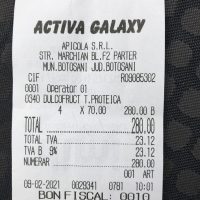 ACTIVA GALAXY
APICOLA S.R.L.
STR. MARCHIAN BL.F2 PARTER
MUN.BOTOSANI JUD.BOTOSANI
CIF RO9085302
0001 Operator 01
0340 DULCOFRUCT T.PROTEICA
4 X 70.00 280.00 B
TOTAL 280.00
TOTAL TVA 23.12
TVA B 9% 23.12
NUMERAR 280.00
001 ART
09-02-2021 0029341 0781 10:01
BON FISCAL: 0010